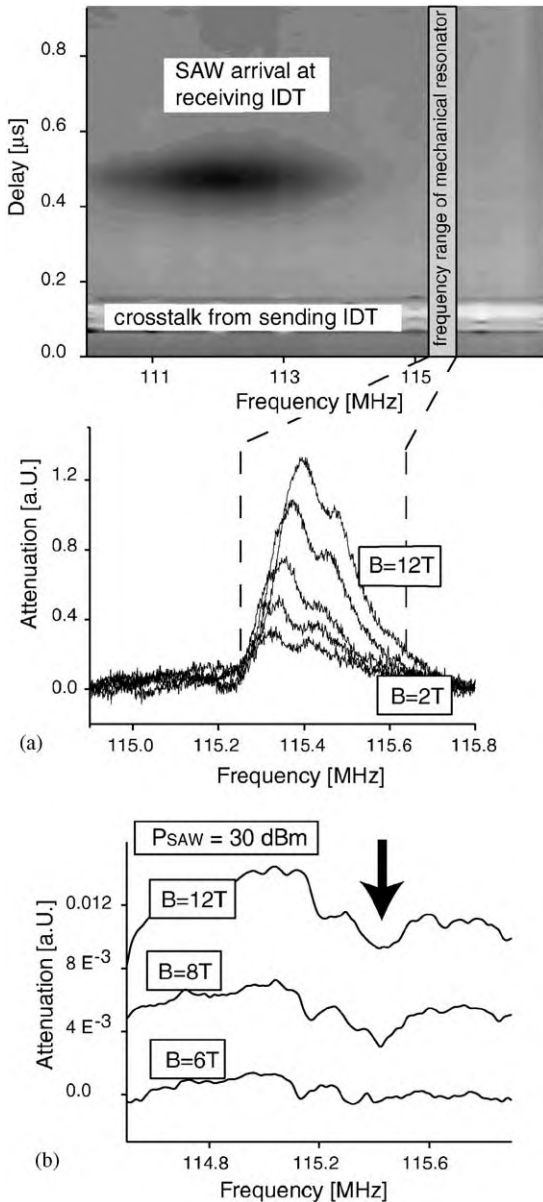 SAW arrival at
receiving IDT
frequency range of mechanical resonator
Delay [µs]
0.8
0.6
0.4
0.2
0.0
crosstalk from sending IDT
111
113
115
Frequency [MHz]
Attenuation [a.U.]
1.2
0.8
0.4
0.0
B=12T
B=2T
(a)
115.0
115.2
115.4
115.6
115.8
Frequency [MHz]
PSAW = 30 dBm
Attenuation [a.U.]
0.012
8 E-3
4 E-3
0.0
B=12T
B=8T
B=6T
(b)
114.8
115.2
115.6
Frequency [MHz]